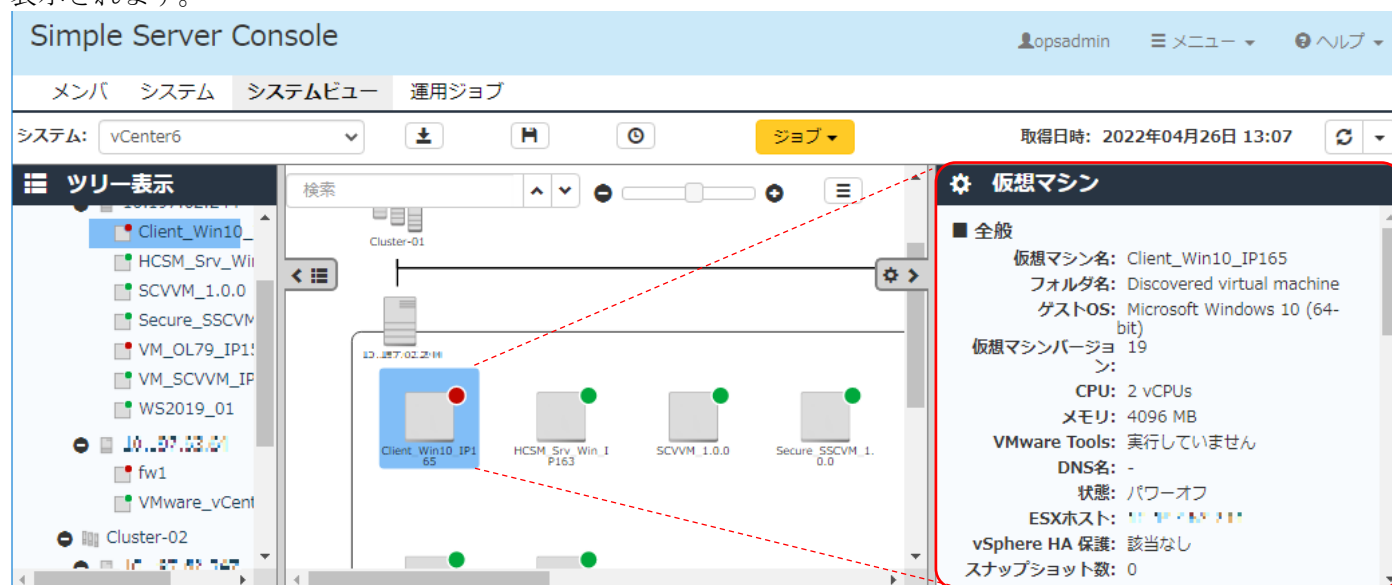 表示されます。
Simple Server Console
opsadmin メニュー ヘルプ
メンバ システム システムビュー 運用ジョブ
システム: vCenter6 ジョブ 取得日時: 2022年04月26日 13:07
ツリー表示
Client_Win10_
HCSM_Srv_Win
SCVVM_1.0.0
Secure_SSCVM
VM_OL79_IP15
VM_SCVVM_IP
WS2019_01
fw1
VMware_vCent
Cluster-02
検索
Cluster-01
Client_Win10_IP1
65
HCSM_Srv_Win_I
P163
SCVVM_1.0.0
Secure_SSCVM_1.
0.0
仮想マシン
■ 全般
仮想マシン名: Client_Win10_IP165
フォルダ名: Discovered virtual machine
ゲストOS: Microsoft Windows 10 (64-
bit)
仮想マシンバージョ 19
ン:
CPU: 2 vCPUs
メモリ: 4096 MB
VMware Tools: 実行していません
DNS名: -
状態: パワーオフ
ESXホスト:
vSphere HA 保護: 該当なし
スナップショット数: 0